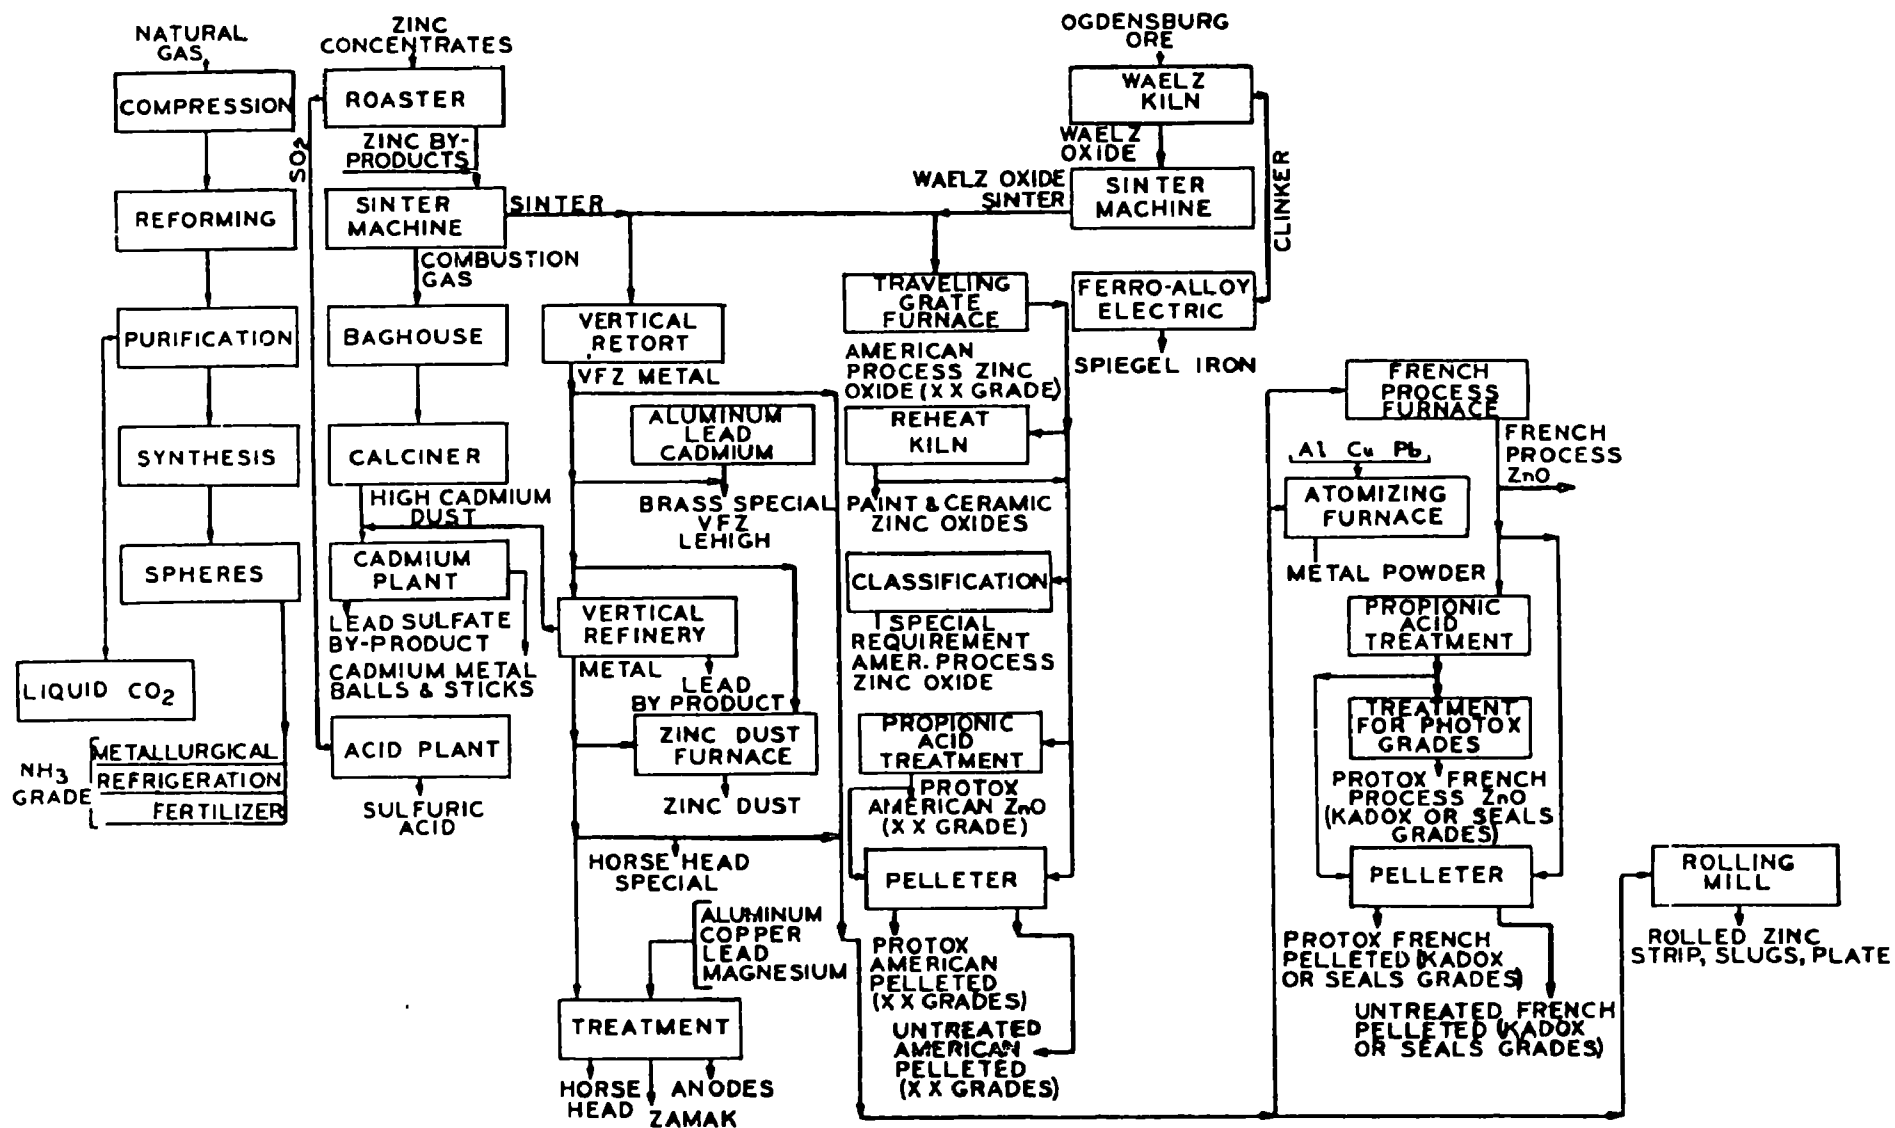 NATURAL
GAS
COMPRESSION
REFORMING
PURIFICATION
SYNTHESIS
SPHERES
LIQUID CO2
NH3
GRADE
METALLURGICAL
REFRIGERATION
FERTILIZER
ZINC
CONCENTRATES
ROASTER
SO2
ZINC BY-
PRODUCTS
SINTER
MACHINE
SINTER
COMBUSTION
GAS
BAGHOUSE
CALCINER
HIGH CADMIUM
DUST
CADMIUM
PLANT
LEAD SULFATE
BY-PRODUCT
CADMIUM METAL
BALLS & STICKS
ACID PLANT
SULFURIC
ACID
VERTICAL
RETORT
VFZ METAL
ALUMINUM
LEAD
CADMIUM
BRASS SPECIAL
VFZ
LEHIGH
VERTICAL
REFINERY
METAL
LEAD
BY PRODUCT
ZINC DUST
FURNACE
ZINC DUST
HORSE HEAD
SPECIAL
ALUMINUM
COPPER
LEAD
MAGNESIUM
TREATMENT
HORSE
HEAD
ZAMAK
ANODES
OGDENSBURG
ORE
WAELZ
KILN
WAELZ
OXIDE
WAELZ OXIDE
SINTER
SINTER
MACHINE
CLINKER
FERRO-ALLOY
ELECTRIC
SPIEGEL IRON
TRAVELING
GRATE
FURNACE
AMERICAN
PROCESS ZINC
OXIDE (XX GRADE)
REHEAT
KILN
PAINT & CERAMIC
ZINC OXIDES
CLASSIFICATION
SPECIAL
REQUIREMENT
AMER. PROCESS
ZINC OXIDE
PROPIONIC
ACID
TREATMENT
PROTOX
AMERICAN ZnO
(XX GRADE)
PELLETER
PROTOX
AMERICAN
PELLETED
(XX GRADES)
UNTREATED
AMERICAN
PELLETED
(XX GRADES)
FRENCH
PROCESS
FURNACE
FRENCH
PROCESS
ZnO
Al Cu Pb
ATOMIZING
FURNACE
METAL POWDER
PROPIONIC
ACID
TREATMENT
TREATMENT
FOR PHOTOX
GRADES
PROTOX FRENCH
PROCESS ZnO
(KADOX OR SEALS
GRADES)
PELLETER
PROTOX FRENCH
PELLETED (KADOX
OR SEALS GRADES)
UNTREATED FRENCH
PELLETED (KADOX
OR SEALS GRADES)
ROLLING
MILL
ROLLED ZINC
STRIP, SLUGS, PLATE